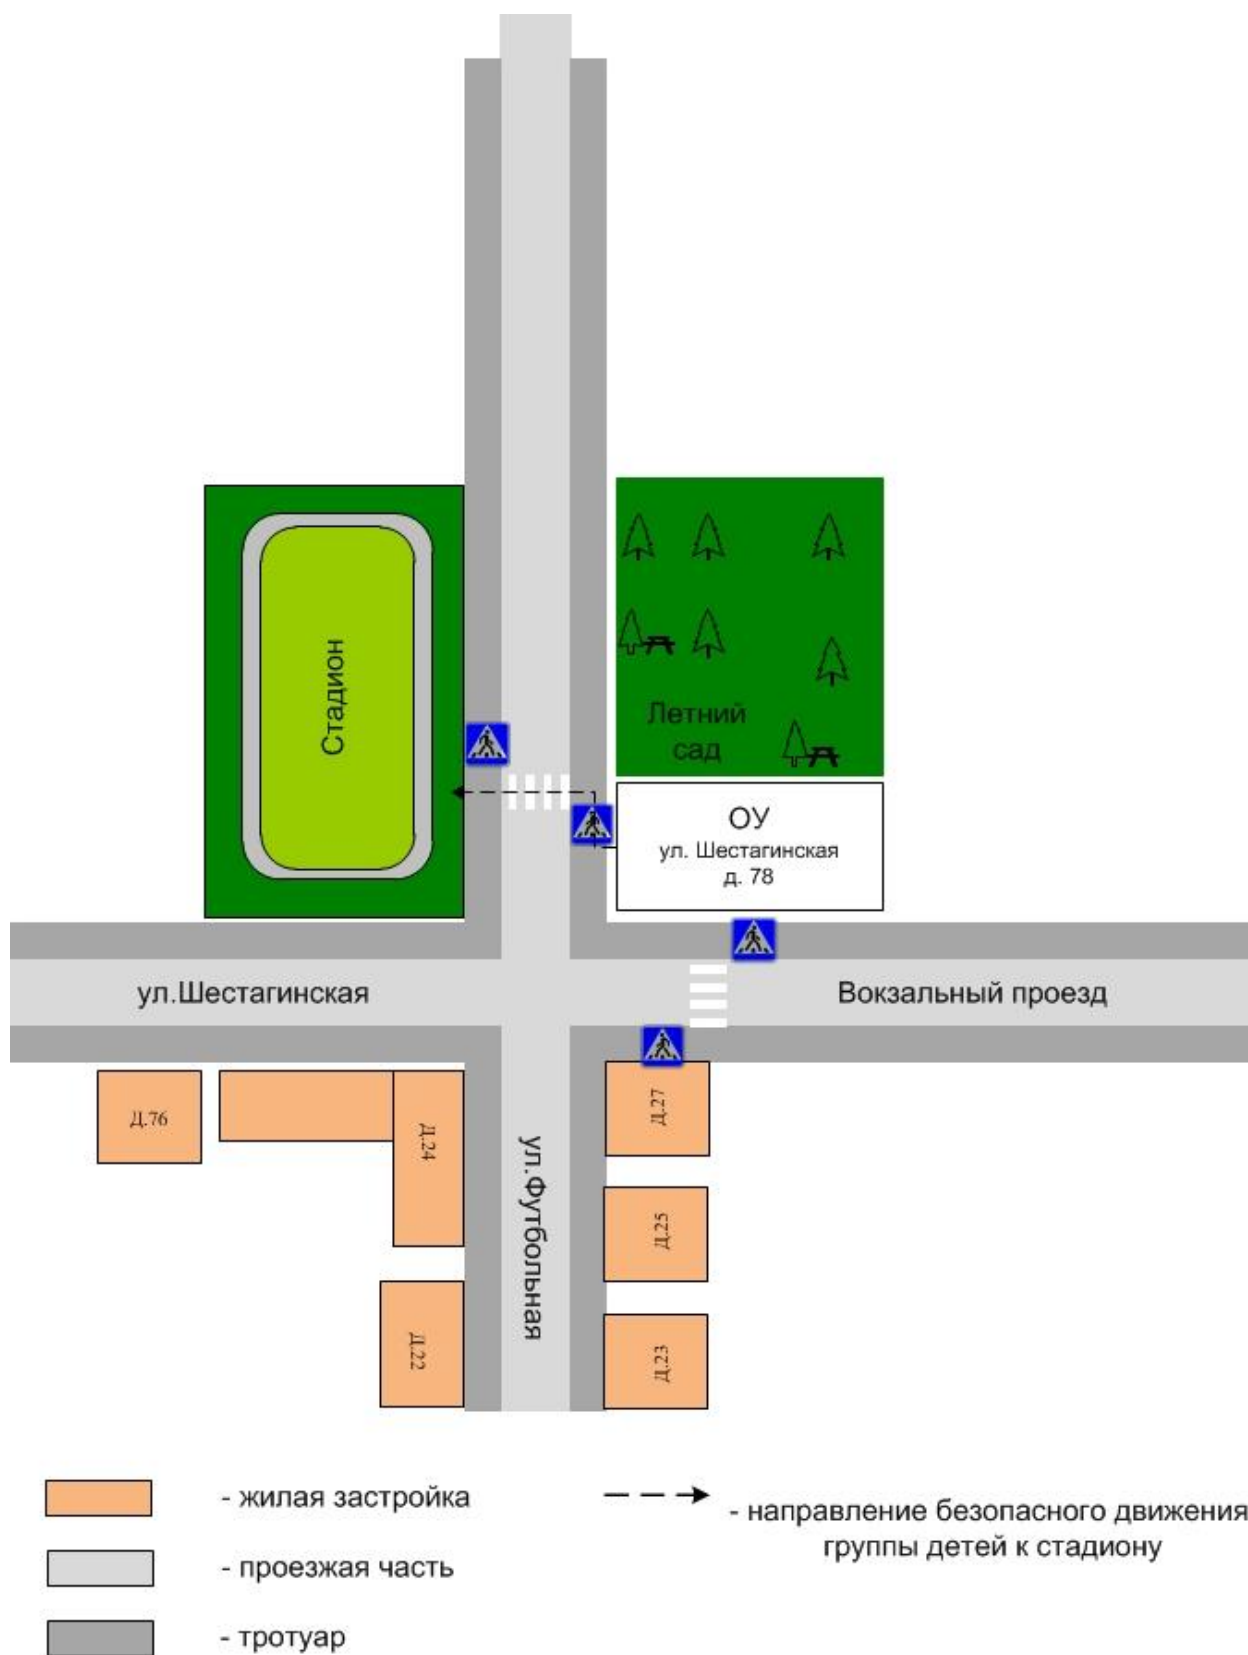 Стадион
Летний
сад
ОУ
ул. Шестагинская
д. 78
ул.Шестагинская
Вокзальный проезд
Д.76
Д.24
Д.27
ул.Футбольная
Д.25
Д.22
Д.23
- жилая застройка
- направление безопасного движения
группы детей к стадиону
- проезжая часть
- тротуар